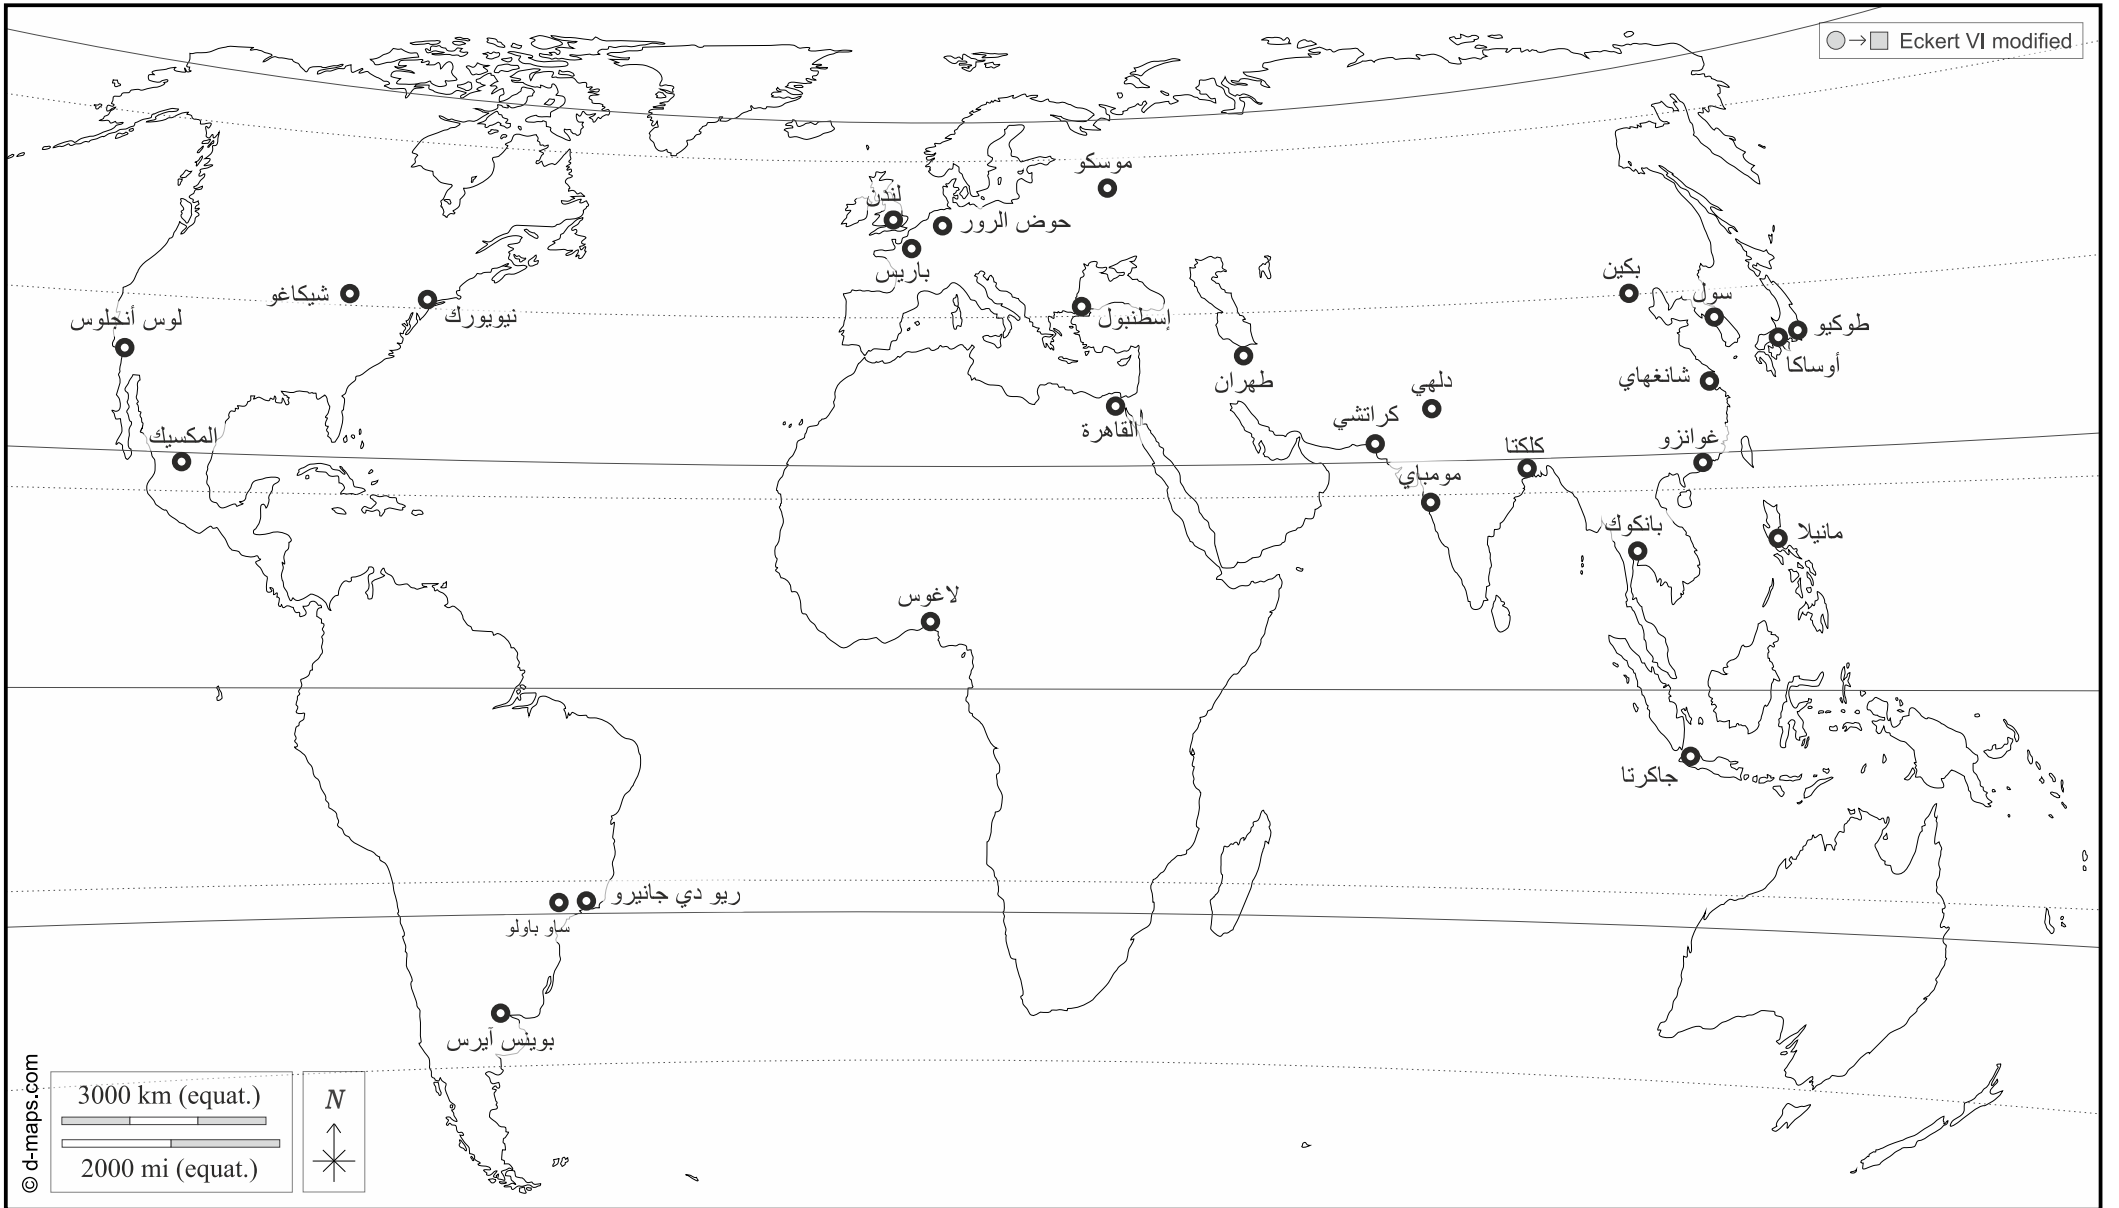 Eckert VI modified
موسكو
لندن
حوض الرور
باريس
بكين
شيكاغو
سول
نيويورك
لوس أنجلوس
إسطنبول
طوكيو
أوساكا
طهران
شانغهاي
دلهي
كراتشي
القاهرة
المكسيك
غوانزو
كلكتا
مومباي
بانكوك
مانيلا
لاغوس
جاكرتا
ريو دي جانيرو
ساو باولو
بوينس آيرس
3000 km (equat.)
2000 mi (equat.)
N
© d-maps.com